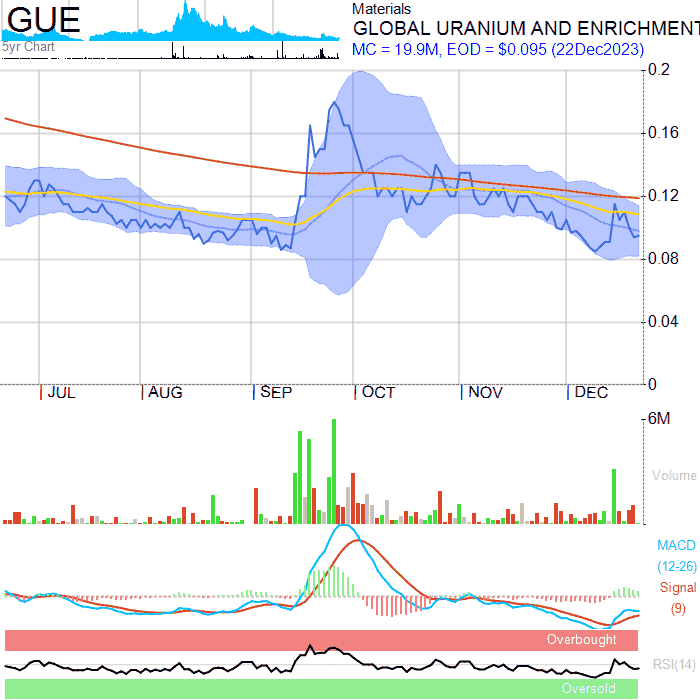 GUE
5yr Chart
Materials
GLOBAL URANIUM AND ENRICHMENT
MC = 19.9M, EOD = $0.095 (22Dec2023)
0.2
0.16
0.12
0.08
0.04
0
JUL AUG SEP OCT NOV DEC
6M
Volume
MACD
(12-26)
Signal
(9)
Overbought
RSI(14)
Oversold